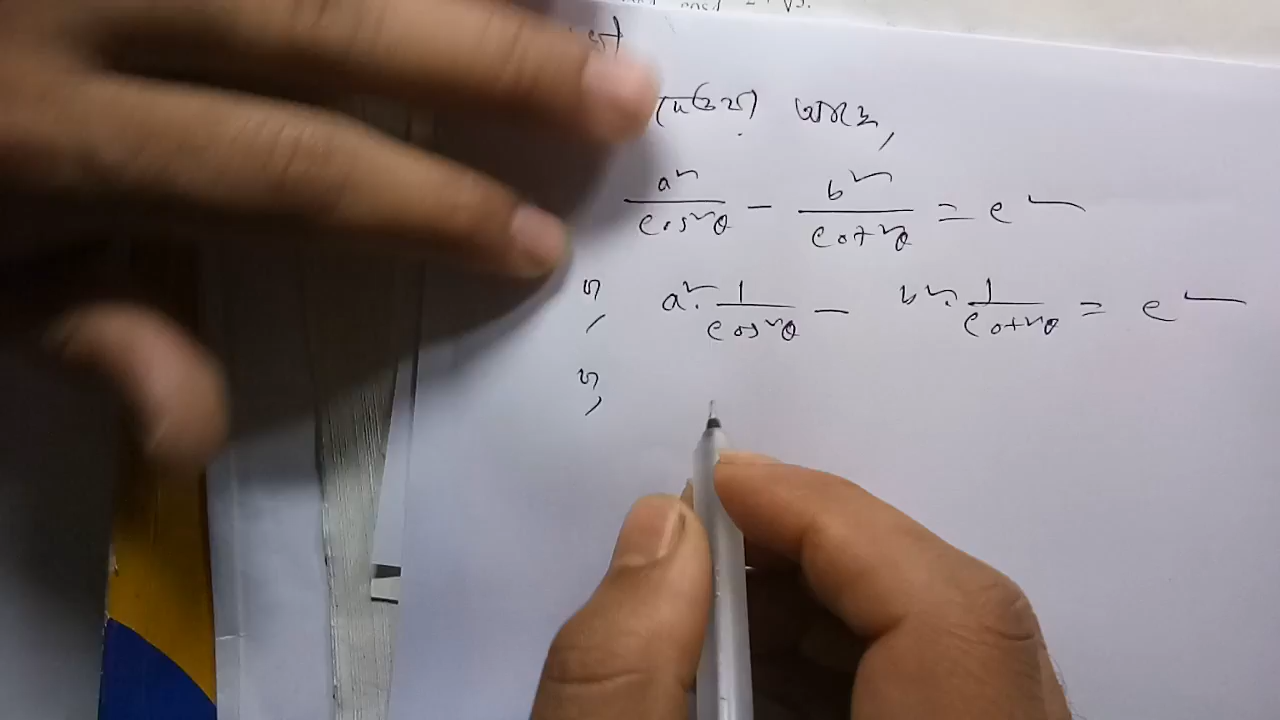 দেওয়া আছে,
a²/cos²θ - b²/cot²θ = c²
বা, a². 1/cos²θ - b². 1/cot²θ = c²
বা,